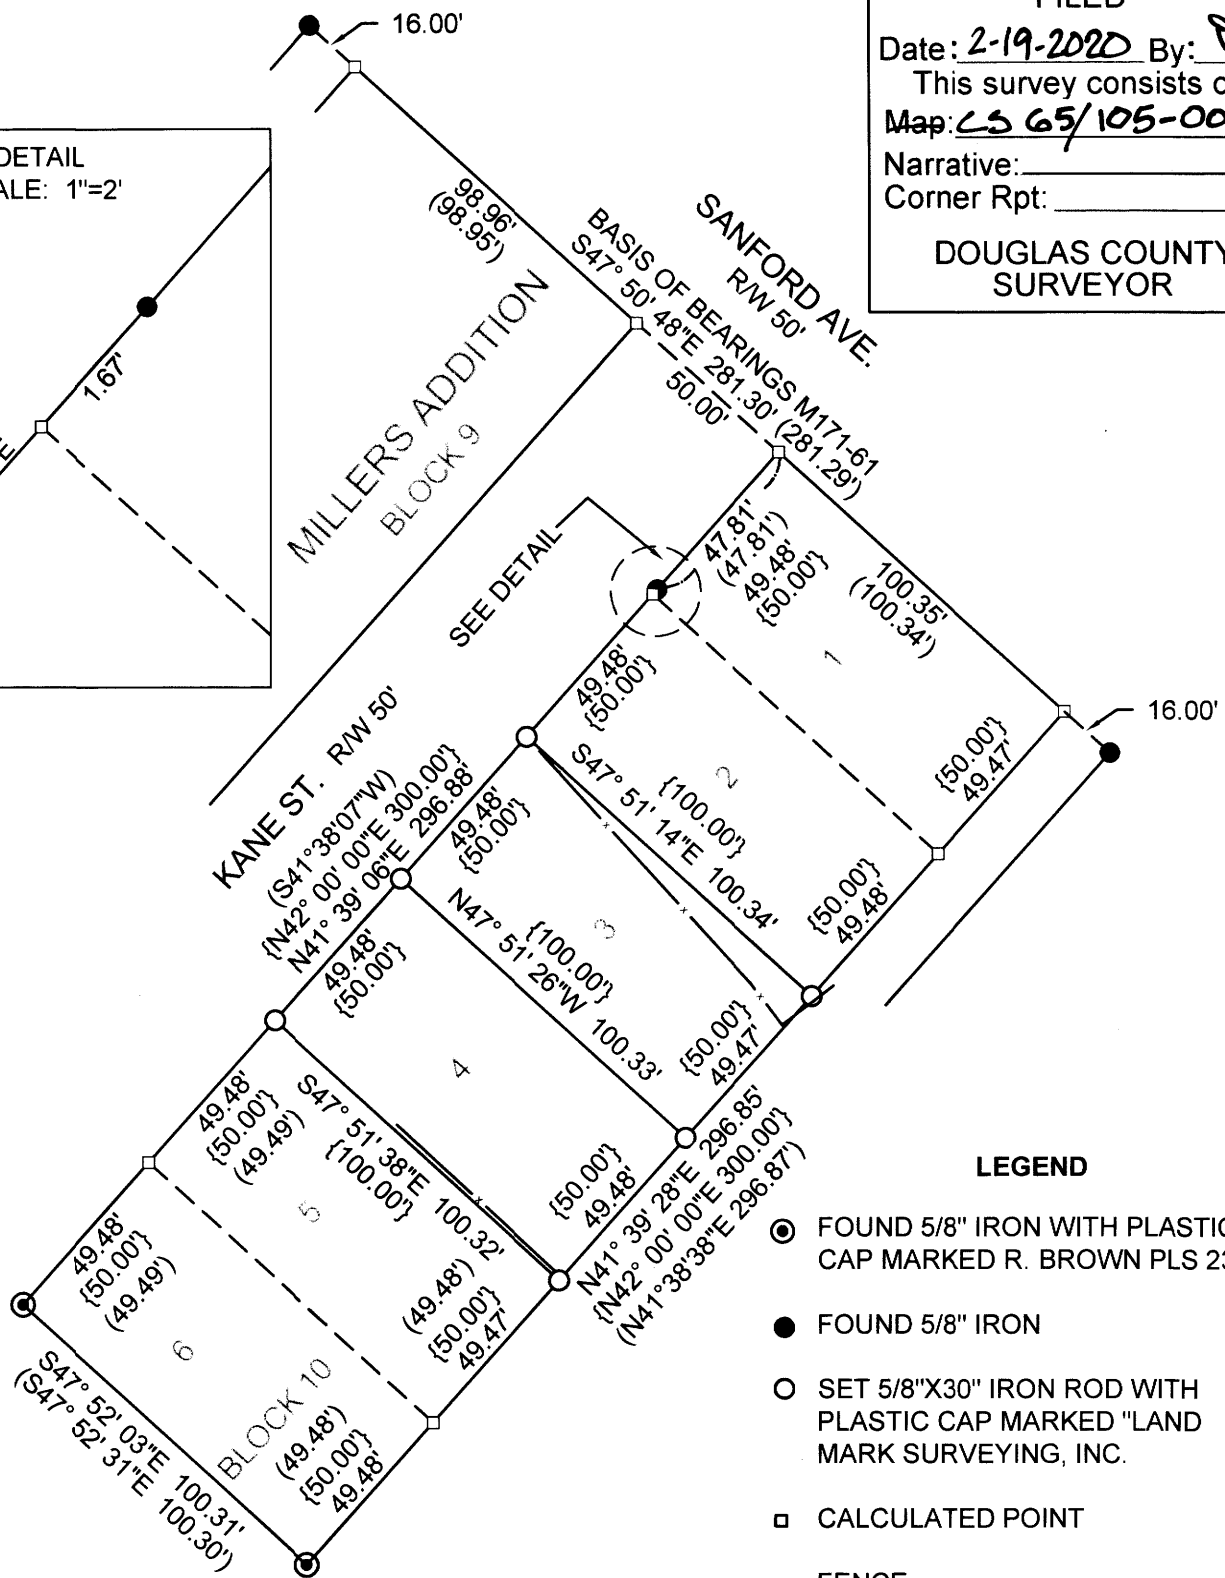 FILED
Date: 2-19-2020 By:
This survey consists
Map: CS 65/105-00
Narrative:
Corner Rpt:
DOUGLAS COUNTY
SURVEYOR
16.00'
DETAIL
1"=2'
1.67'
E
98.96'
(98.95')
SANFORD AVE.
R/W 50'
BASIS OF BEARINGS M171-61
S47° 50' 48"E 281.30' (281.29')
50.00'
MILLERS ADDITION
BLOCK 9
SEE DETAIL
47.81'
(47.81')
49.48'
{50.00'}
100.35'
(100.34')
1
16.00'
49.48'
{50.00'}
{50.00'}
49.47'
KANE ST. R/W 50'
(S41°38'07"W)
{N42° 00' 00"E 300.00'}
N41° 39' 06"E 296.88'
2
{100.00'}
S47° 51' 14"E 100.34'
{50.00'}
49.48'
49.48'
{50.00'}
3
{100.00'}
N47° 51' 26"W 100.33'
{50.00'}
49.47'
49.48'
{50.00'}
4
{50.00'}
49.48'
N41° 39' 28"E 296.85'
{N42° 00' 00"E 300.00'}
(N41°38'38"E 296.87')
49.48'
{50.00'}
(49.49')
S47° 51' 38"E 100.32'
{100.00'}
5
(49.48')
{50.00'}
49.47'
49.48'
{50.00'}
(49.49')
6
BLOCK 10
(49.48')
{50.00'}
49.48'
S47° 52' 03"E 100.31'
(S47° 52' 31"E 100.30')
LEGEND
FOUND 5/8" IRON WITH PLASTIC
CAP MARKED R. BROWN PLS
FOUND 5/8" IRON
SET 5/8"X30" IRON ROD WITH
PLASTIC CAP MARKED "LAND
MARK SURVEYING, INC.
CALCULATED POINT
FENCE